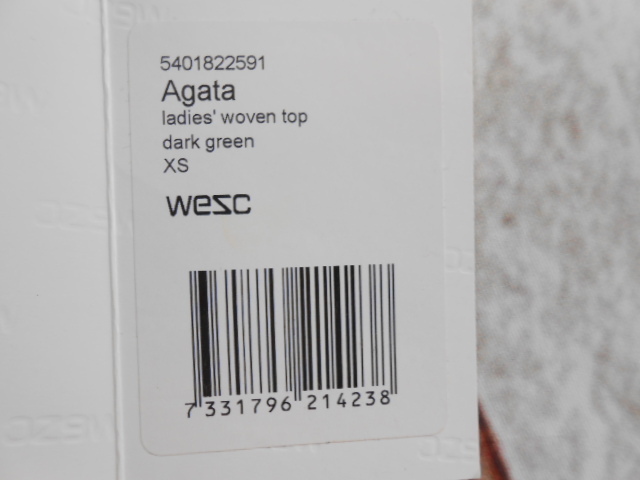 5401822591
Agata
ladies' woven top
dark green
XS
wesc
7 331796 214238